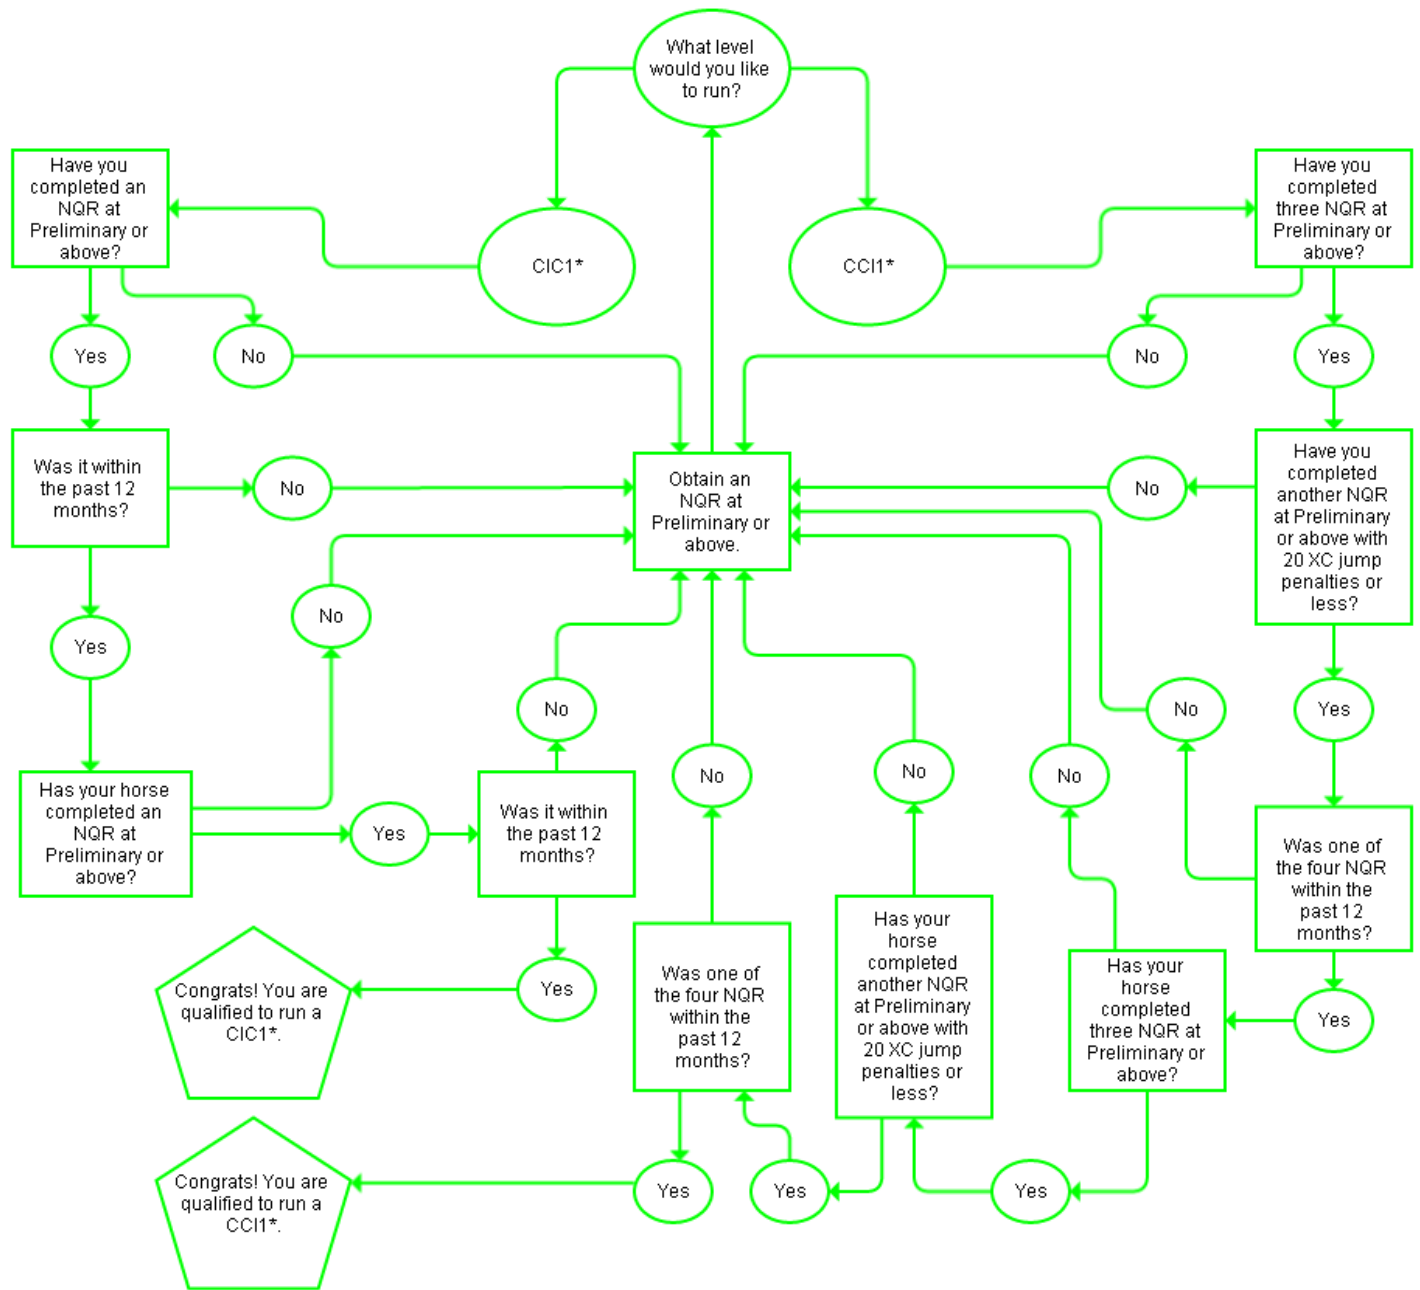 What level
would you like
to run?
Have you
completed an
NQR at
Preliminary or
above?
CIC1*
CCI1*
Have you
completed
three NQR at
Preliminary or
above?
Yes
No
No
Yes
Was it within
the past 12
months?
No
Obtain an
NQR at
Preliminary or
above.
No
Have you
completed
another NQR
at Preliminary
or above with
20 XC jump
penalties or
less?
Yes
No
No
No
Yes
No
No
No
Has your horse
completed an
NQR at
Preliminary or
above?
Yes
Was it within
the past 12
months?
Was one of
the four NQR
within the
past 12
months?
Congrats! You are
qualified to run a
CIC1*.
Yes
Was one of
the four NQR
within the
past 12
months?
Has your
horse
completed
another NQR
at Preliminary
or above with
20 XC jump
penalties or
less?
Has your
horse
completed
three NQR at
Preliminary or
above?
Yes
Congrats! You are
qualified to run a
CCI1*.
Yes
Yes
Yes